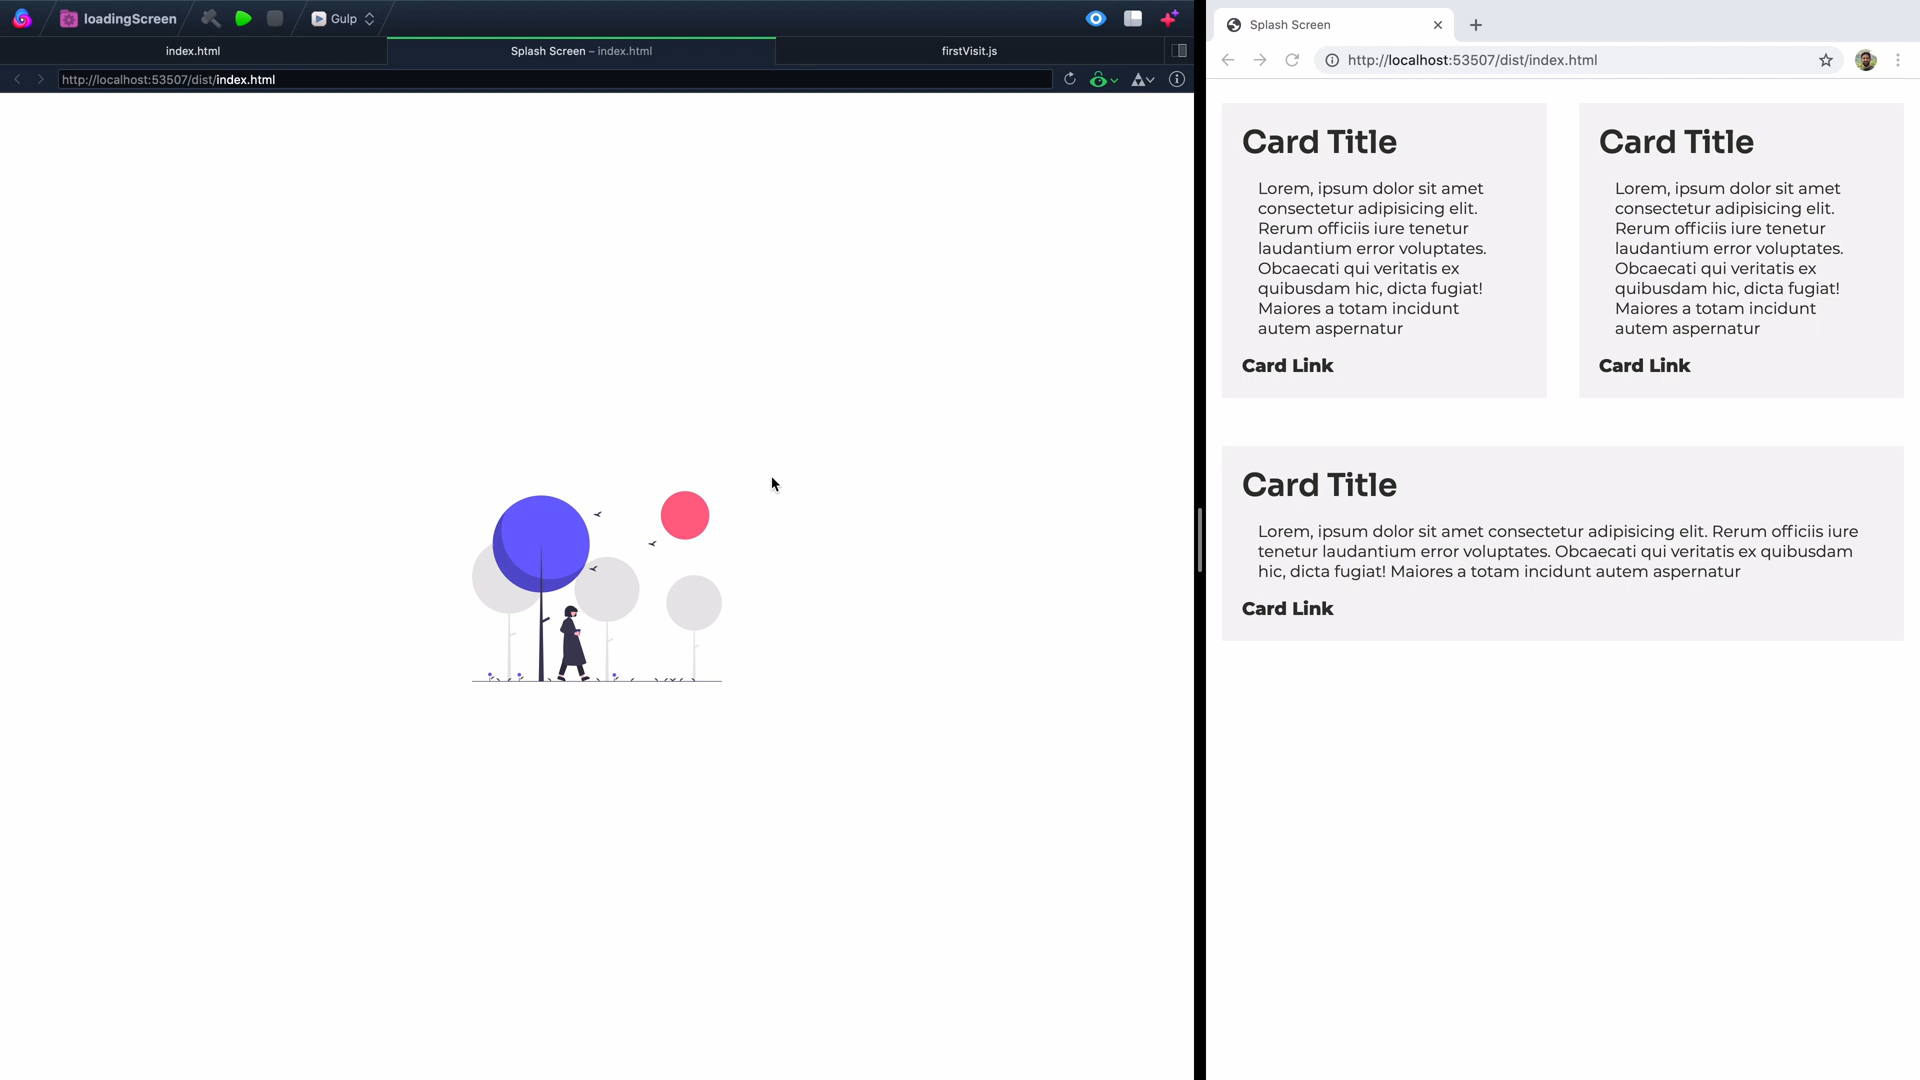 loadingScreen
Gulp
index.html
Splash Screen – index.html
firstVisit.js
http://localhost:53507/dist/index.html
Splash Screen
http://localhost:53507/dist/index.html
Card Title
Lorem, ipsum dolor sit amet
consectetur adipisicing elit.
Rerum officiis iure tenetur
laudantium error voluptates.
Obcaecati qui veritatis ex
quibusdam hic, dicta fugiat!
Maiores a totam incidunt
autem aspernatur
Card Link
Card Title
Lorem, ipsum dolor sit amet
consectetur adipisicing elit.
Rerum officiis iure tenetur
laudantium error voluptates.
Obcaecati qui veritatis ex
quibusdam hic, dicta fugiat!
Maiores a totam incidunt
autem aspernatur
Card Link
Card Title
Lorem, ipsum dolor sit amet consectetur adipisicing elit. Rerum officiis iure
tenetur laudantium error voluptates. Obcaecati qui veritatis ex quibusdam
hic, dicta fugiat! Maiores a totam incidunt autem aspernatur
Card Link